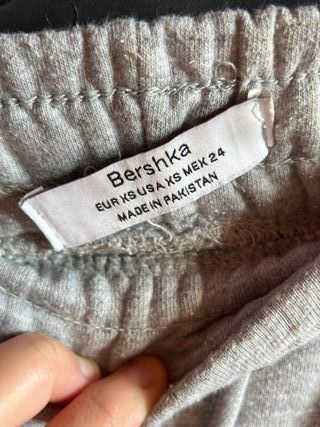 Bershka
EUR XS USA XS MEX 24
MADE IN PAKISTAN